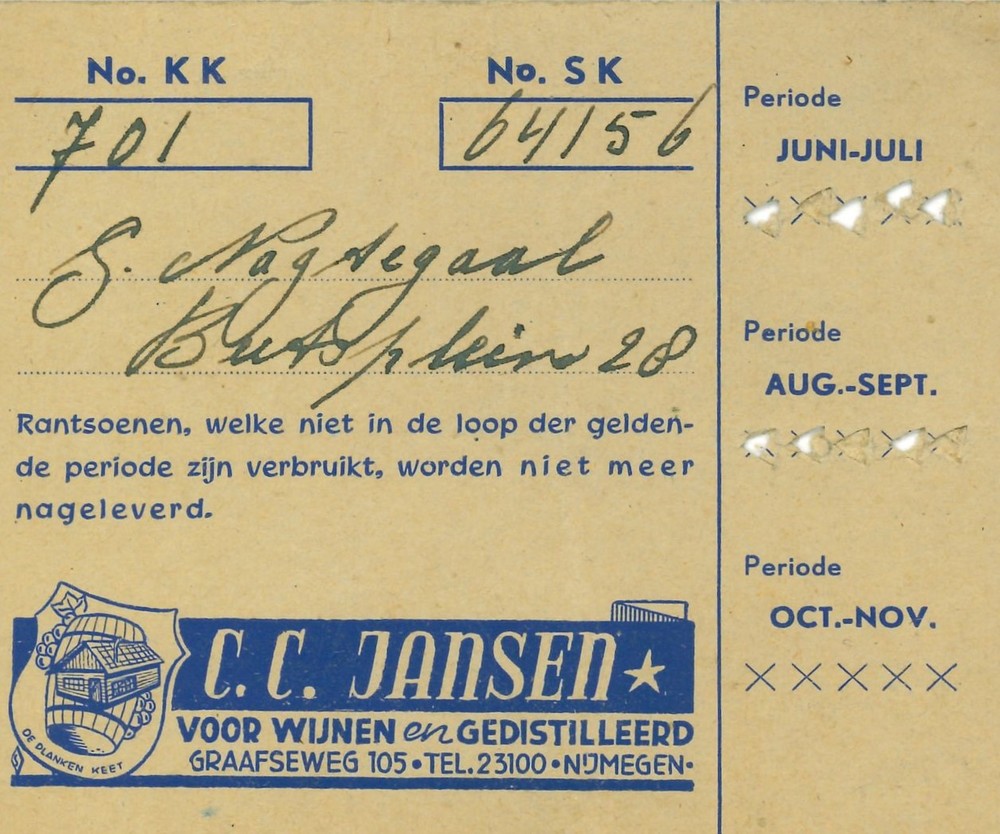 No. K K
701
No. S K
64156
G. Nagtegaal
Butsplein 28
Rantsoenen, welke niet in de loop der gelden-
de periode zijn verbruikt, worden niet meer
nageleverd.
DE PLANKEN KEET
C. C. JANSEN
VOOR WIJNEN en GEDISTILLEERD
GRAAFSEWEG 105 • TEL. 23100 • NIJMEGEN •
Periode
JUNI-JULI
X X X X X
Periode
AUG.-SEPT.
X X X X X
Periode
OCT.-NOV.
X X X X X